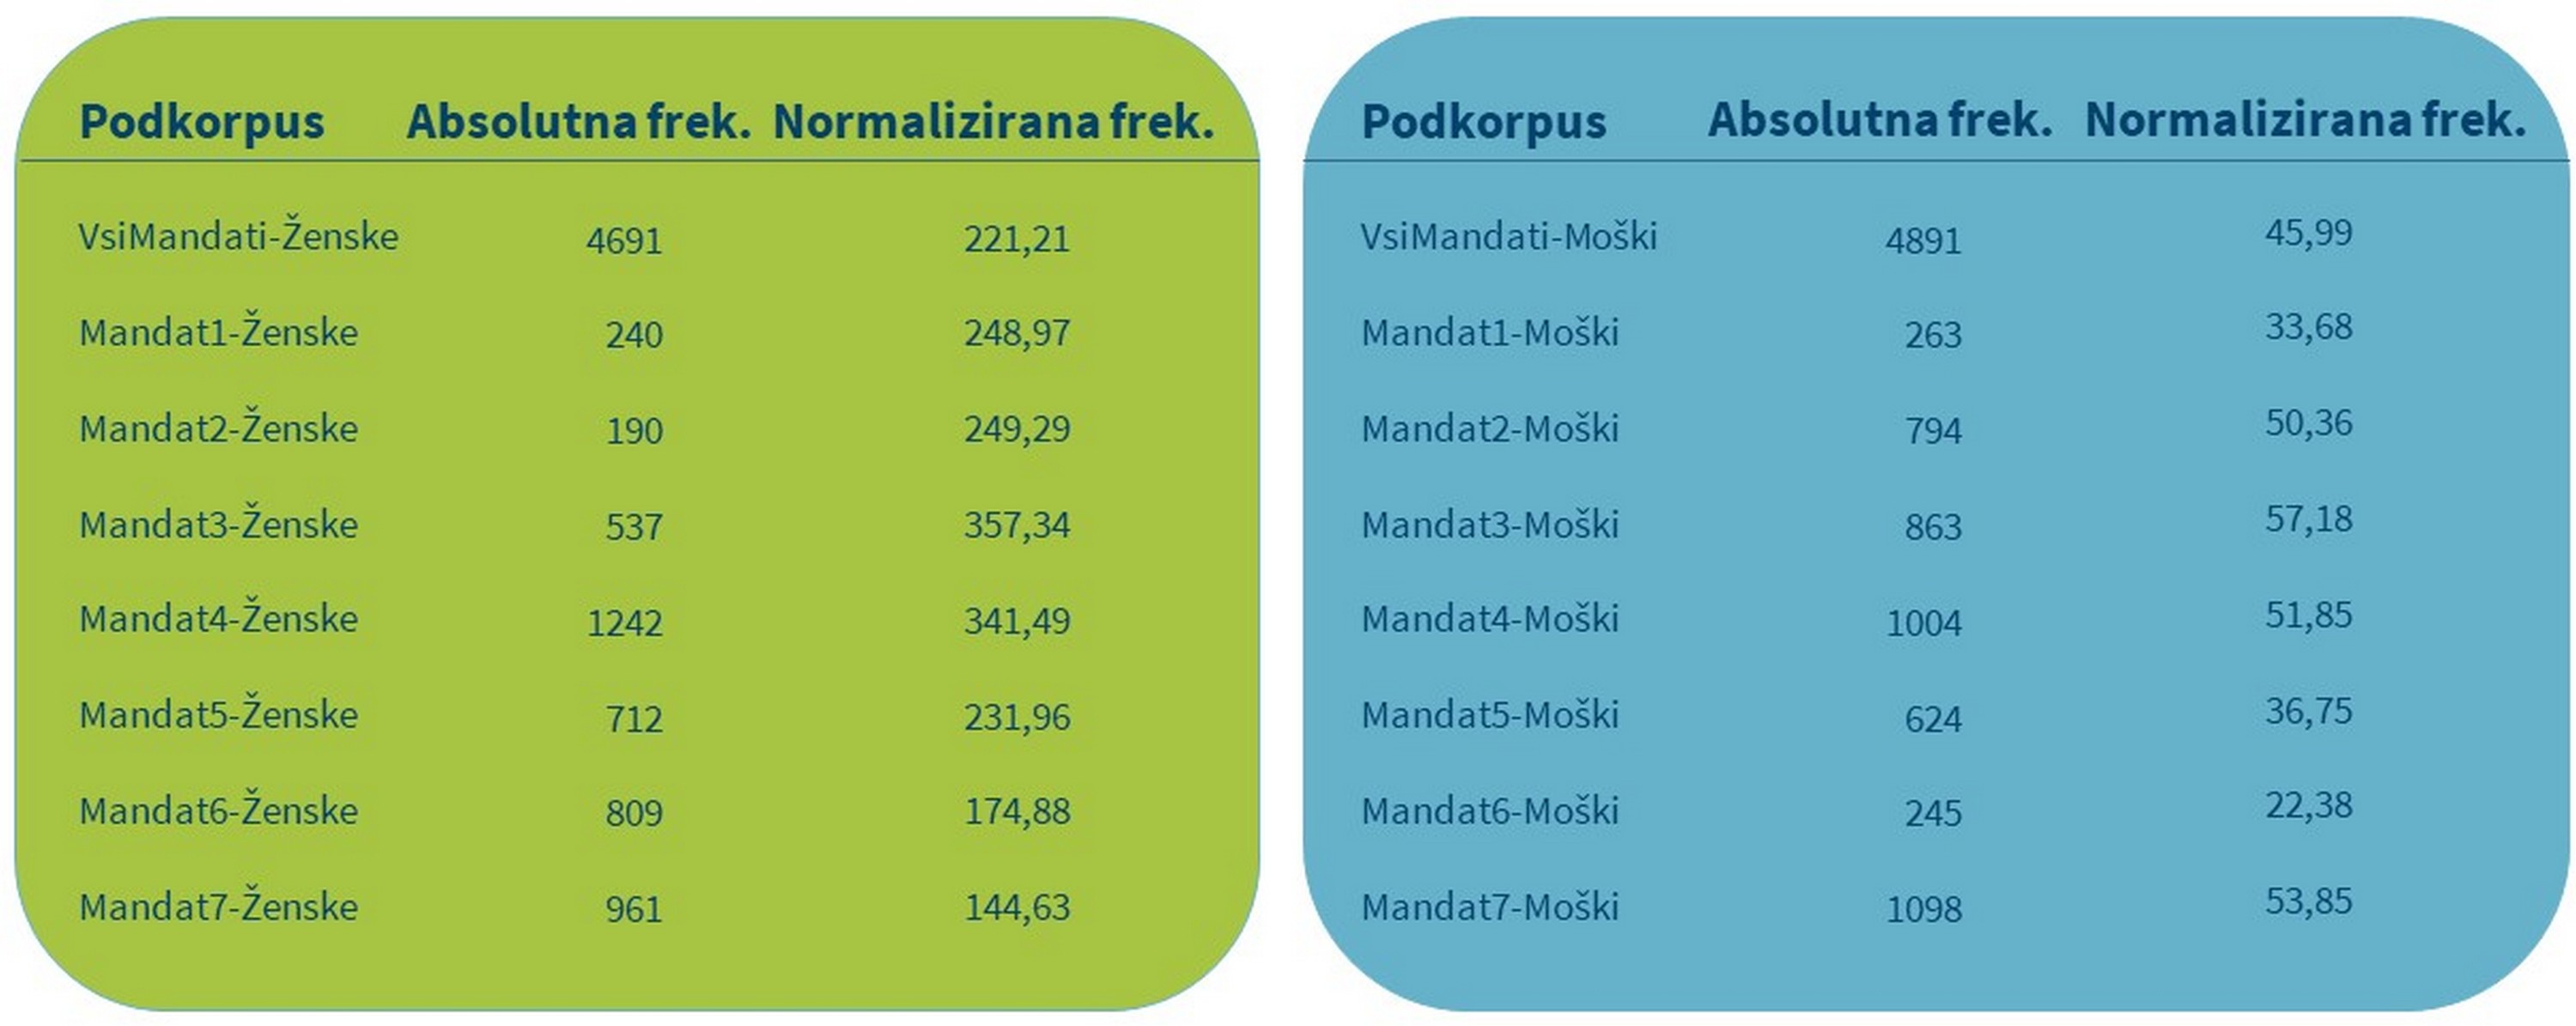 Podkorpus Absolutna frek. Normalizirana frek.
VsiMandati-Ženske 4691 221,21
Mandat1-Ženske 240 248,97
Mandat2-Ženske 190 249,29
Mandat3-Ženske 537 357,34
Mandat4-Ženske 1242 341,49
Mandat5-Ženske 712 231,96
Mandat6-Ženske 809 174,88
Mandat7-Ženske 961 144,63
Podkorpus Absolutna frek. Normalizirana frek.
VsiMandati-Moški 4891 45,99
Mandat1-Moški 263 33,68
Mandat2-Moški 794 50,36
Mandat3-Moški 863 57,18
Mandat4-Moški 1004 51,85
Mandat5-Moški 624 36,75
Mandat6-Moški 245 22,38
Mandat7-Moški 1098 53,85